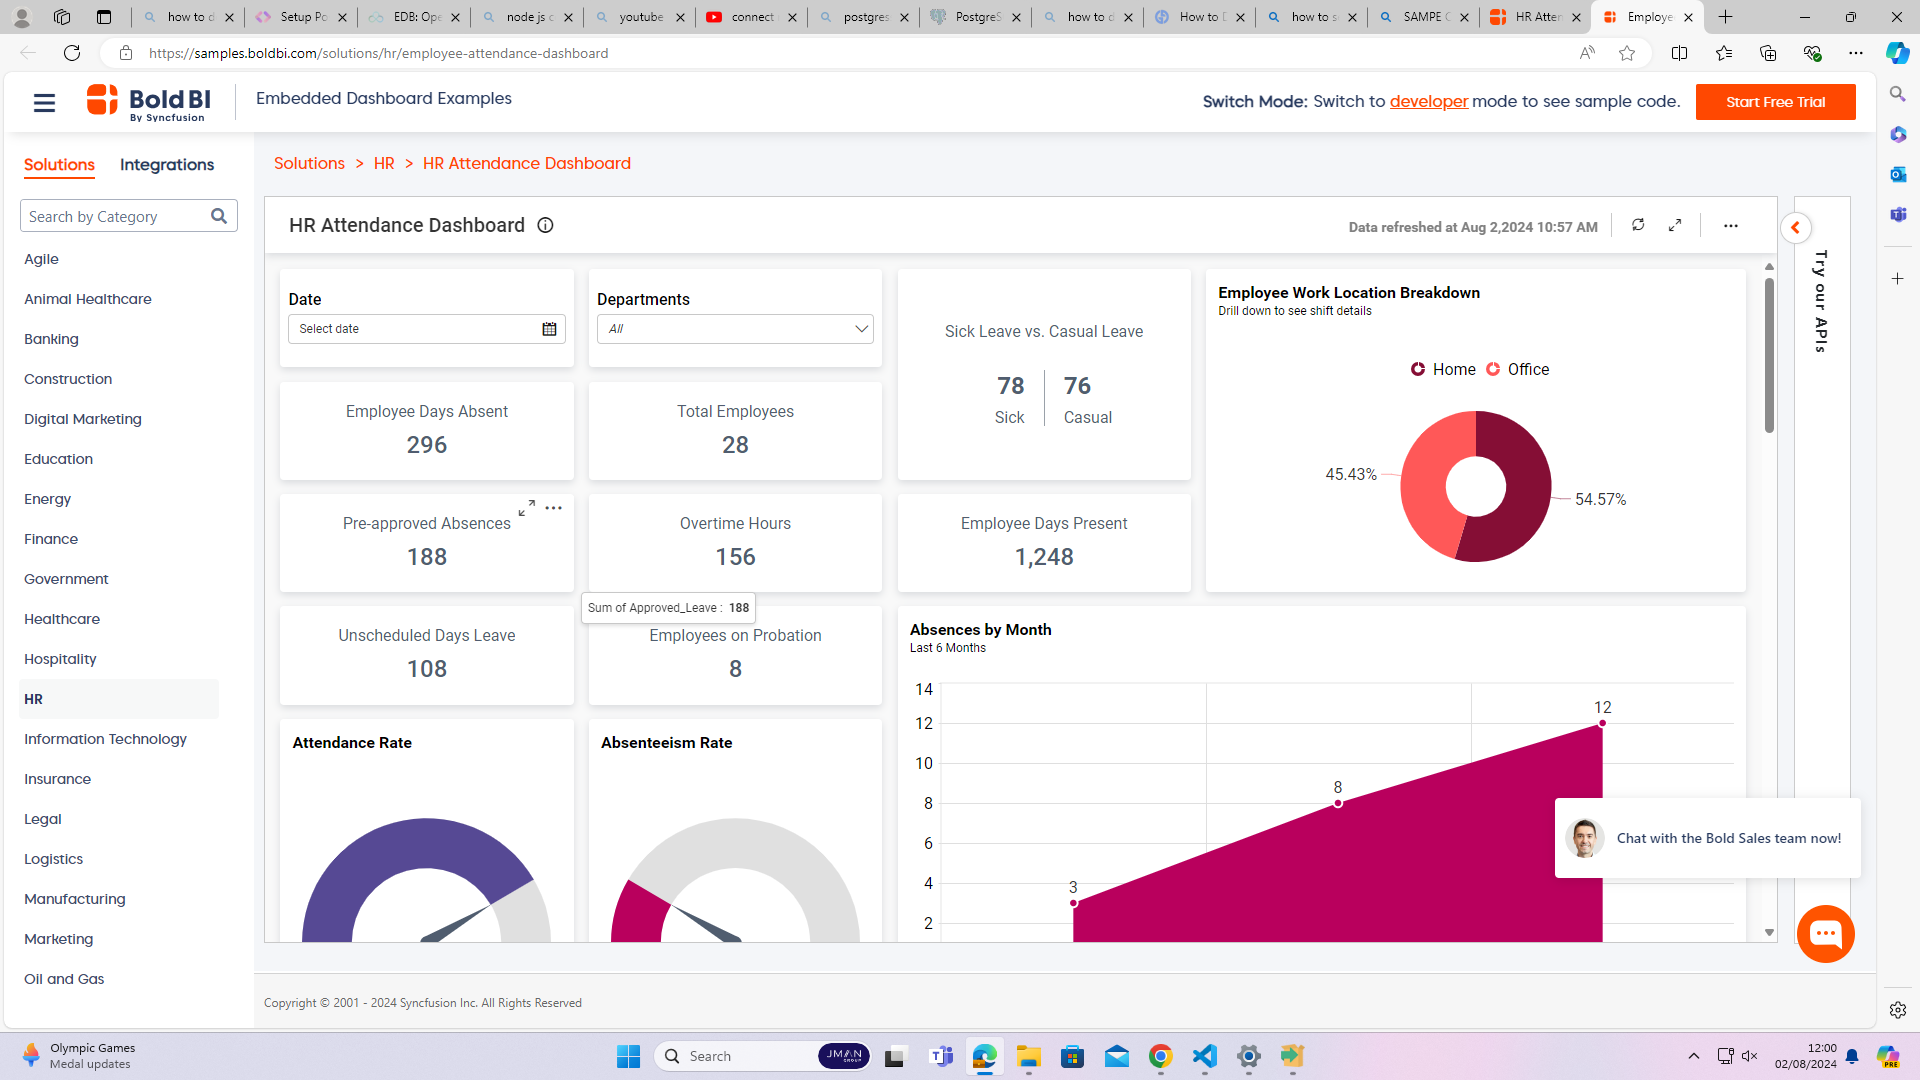 how to d
Setup Po
EDB: Ope
node js c
youtube
connect
postgres
PostgreS
how to d
How to D
how to s
SAMPE C
HR Atten
Employe
https://samples.boldbi.com/solutions/hr/employee-attendance-dashboard
Bold BI
By Syncfusion
Embedded Dashboard Examples
Switch Mode: Switch to developer mode to see sample code.
Start Free Trial
Solutions
Integrations
Search by Category
Agile
Animal Healthcare
Banking
Construction
Digital Marketing
Education
Energy
Finance
Government
Healthcare
Hospitality
HR
Information Technology
Insurance
Legal
Logistics
Manufacturing
Marketing
Oil and Gas
Solutions > HR > HR Attendance Dashboard
HR Attendance Dashboard
Data refreshed at Aug 2,2024 10:57 AM
Try our APIs
Date
Select date
Departments
All
Sick Leave vs. Casual Leave
78
76
Sick
Casual
Employee Work Location Breakdown
Drill down to see shift details
Home
Office
45.43%
54.57%
Employee Days Absent
296
Total Employees
28
Pre-approved Absences
188
Overtime Hours
156
Employee Days Present
1,248
Sum of Approved_Leave : 188
Unscheduled Days Leave
108
Employees on Probation
8
Absences by Month
Last 6 Months
14
12
10
8
6
4
2
3
8
12
Attendance Rate
Absenteeism Rate
Chat with the Bold Sales team now!
Copyright © 2001 - 2024 Syncfusion Inc. All Rights Reserved
Olympic Games
Medal updates
Search
JMAN
GROUP
12:00
02/08/2024
PRE